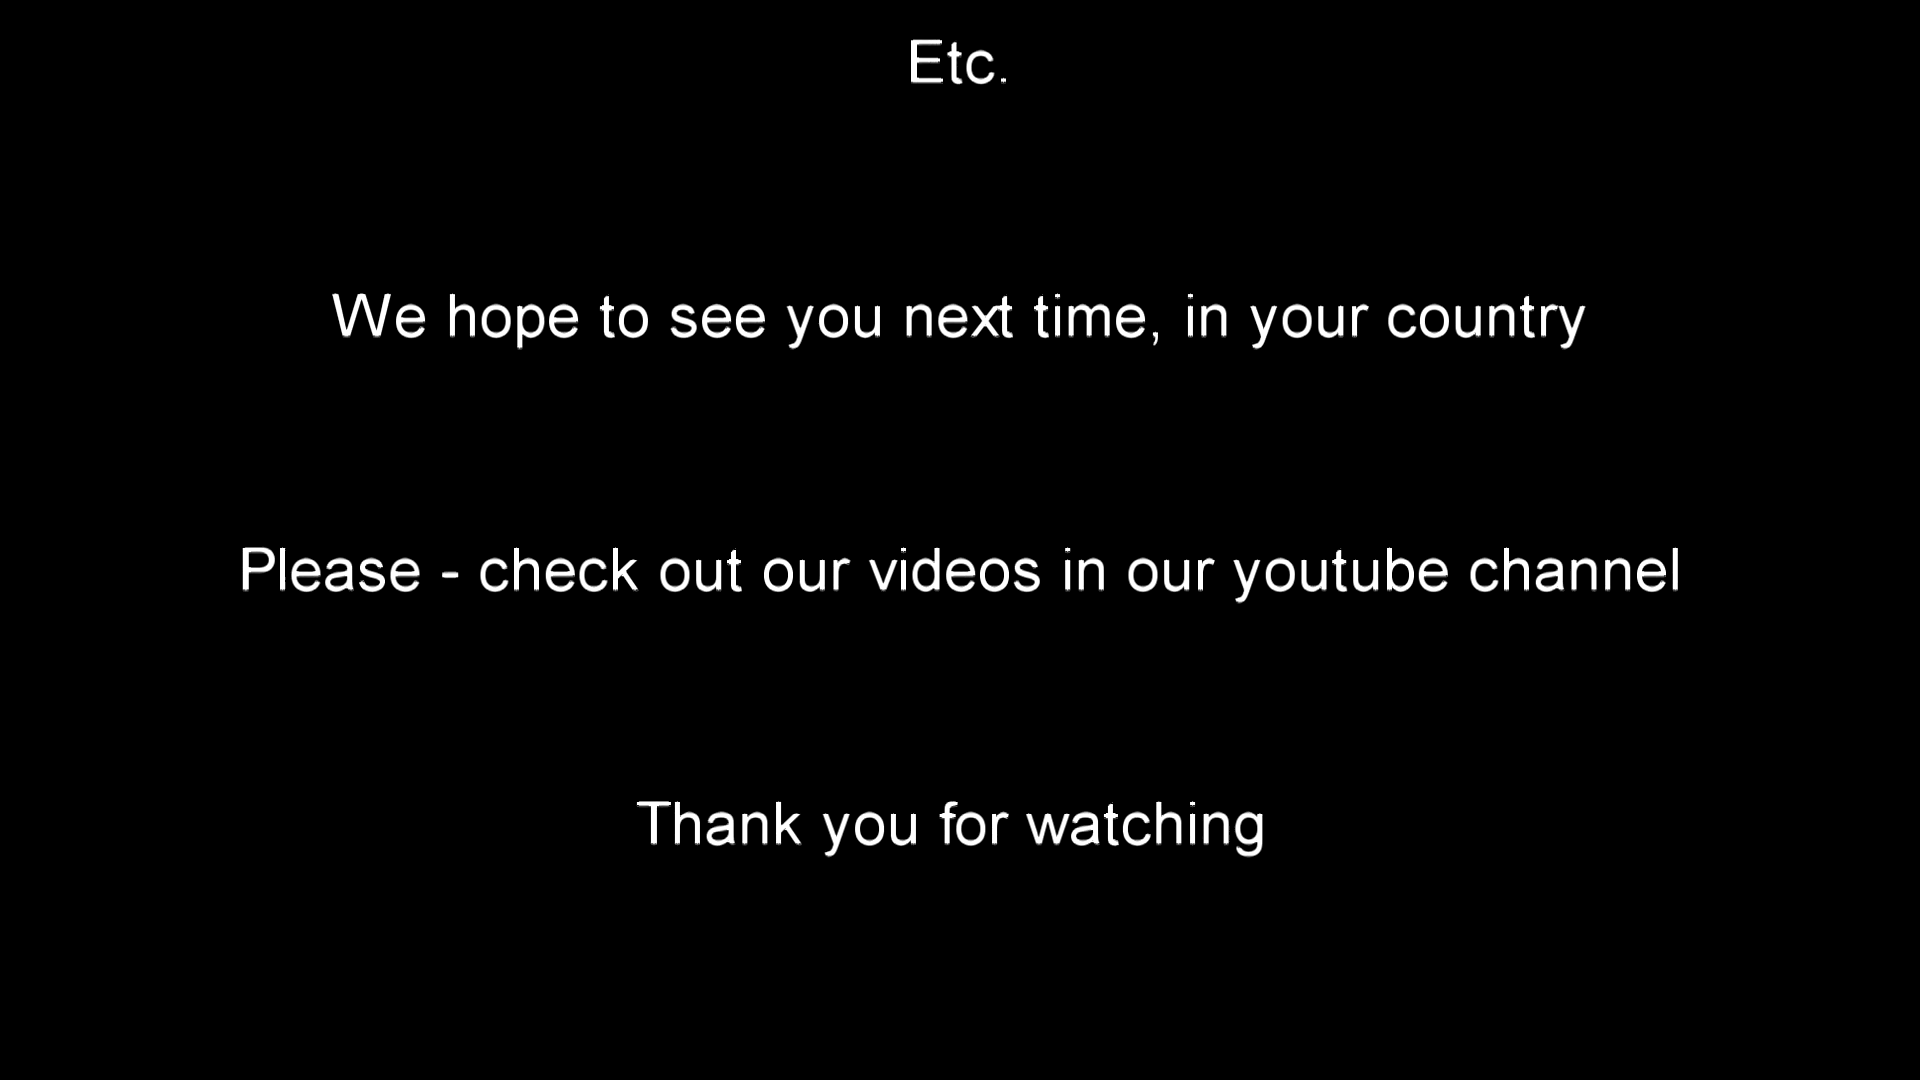 Etc.
We hope to see you next time, in your country
Please - check out our videos in our youtube channel
Thank you for watching